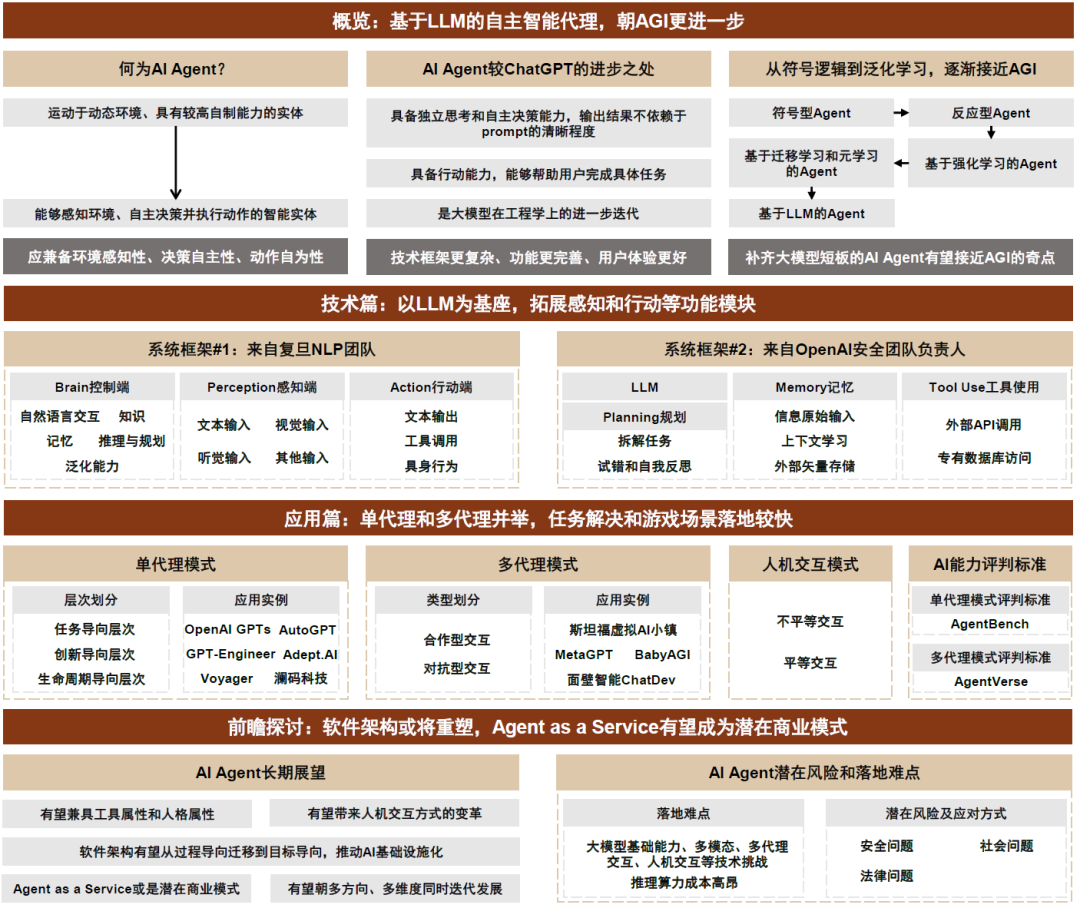 概览：基于LLM的自主智能代理，朝AGI更进一步
何为AI Agent？
运动于动态环境、具有较高自制能力的实体
能够感知环境、自主决策并执行动作的智能实体
应兼备环境感知性、决策自主性、动作自为性
AI Agent较ChatGPT的进步之处
具备独立思考和自主决策能力，输出结果不依赖于
prompt的清晰程度
具备行动能力，能够帮助用户完成具体任务
是大模型在工程学上的进一步迭代
技术框架更复杂、功能更完善、用户体验更好
从符号逻辑到泛化学习，逐渐接近AGI
符号型Agent
反应型Agent
基于强化学习的Agent
基于迁移学习和元学习
的Agent
基于LLM的Agent
补齐大模型短板的AI Agent有望接近AGI的奇点
技术篇：以LLM为基座，拓展感知和行动等功能模块
系统框架#1：来自复旦NLP团队
Brain控制端
自然语言交互 知识
记忆 推理与规划
泛化能力
Perception感知端
文本输入 视觉输入
听觉输入 其他输入
Action行动端
文本输出
工具调用
具身行为
系统框架#2：来自OpenAI安全团队负责人
LLM
Planning规划
拆解任务
试错和自我反思
Memory记忆
信息原始输入
上下文学习
外部矢量存储
Tool Use工具使用
外部API调用
专有数据库访问
应用篇：单代理和多代理并举，任务解决和游戏场景落地较快
单代理模式
层次划分
任务导向层次
创新导向层次
生命周期导向层次
应用实例
OpenAI GPTs AutoGPT
GPT-Engineer Adept.AI
Voyager 澜码科技
多代理模式
类型划分
合作型交互
对抗型交互
应用实例
斯坦福虚拟AI小镇
MetaGPT BabyAGI
面壁智能ChatDev
人机交互模式
不平等交互
平等交互
AI能力评判标准
单代理模式评判标准
AgentBench
多代理模式评判标准
AgentVerse
前瞻探讨：软件架构或将重塑，Agent as a Service有望成为潜在商业模式
AI Agent长期展望
有望兼具工具属性和人格属性
有望带来人机交互方式的变革
软件架构有望从过程导向迁移到目标导向，推动AI基础设施化
Agent as a Service或是潜在商业模式
有望朝多方向、多维度同时迭代发展
AI Agent潜在风险和落地难点
落地难点
大模型基础能力、多模态、多代理
交互、人机交互等技术挑战
推理算力成本高昂
潜在风险及应对方式
安全问题 社会问题
法律问题